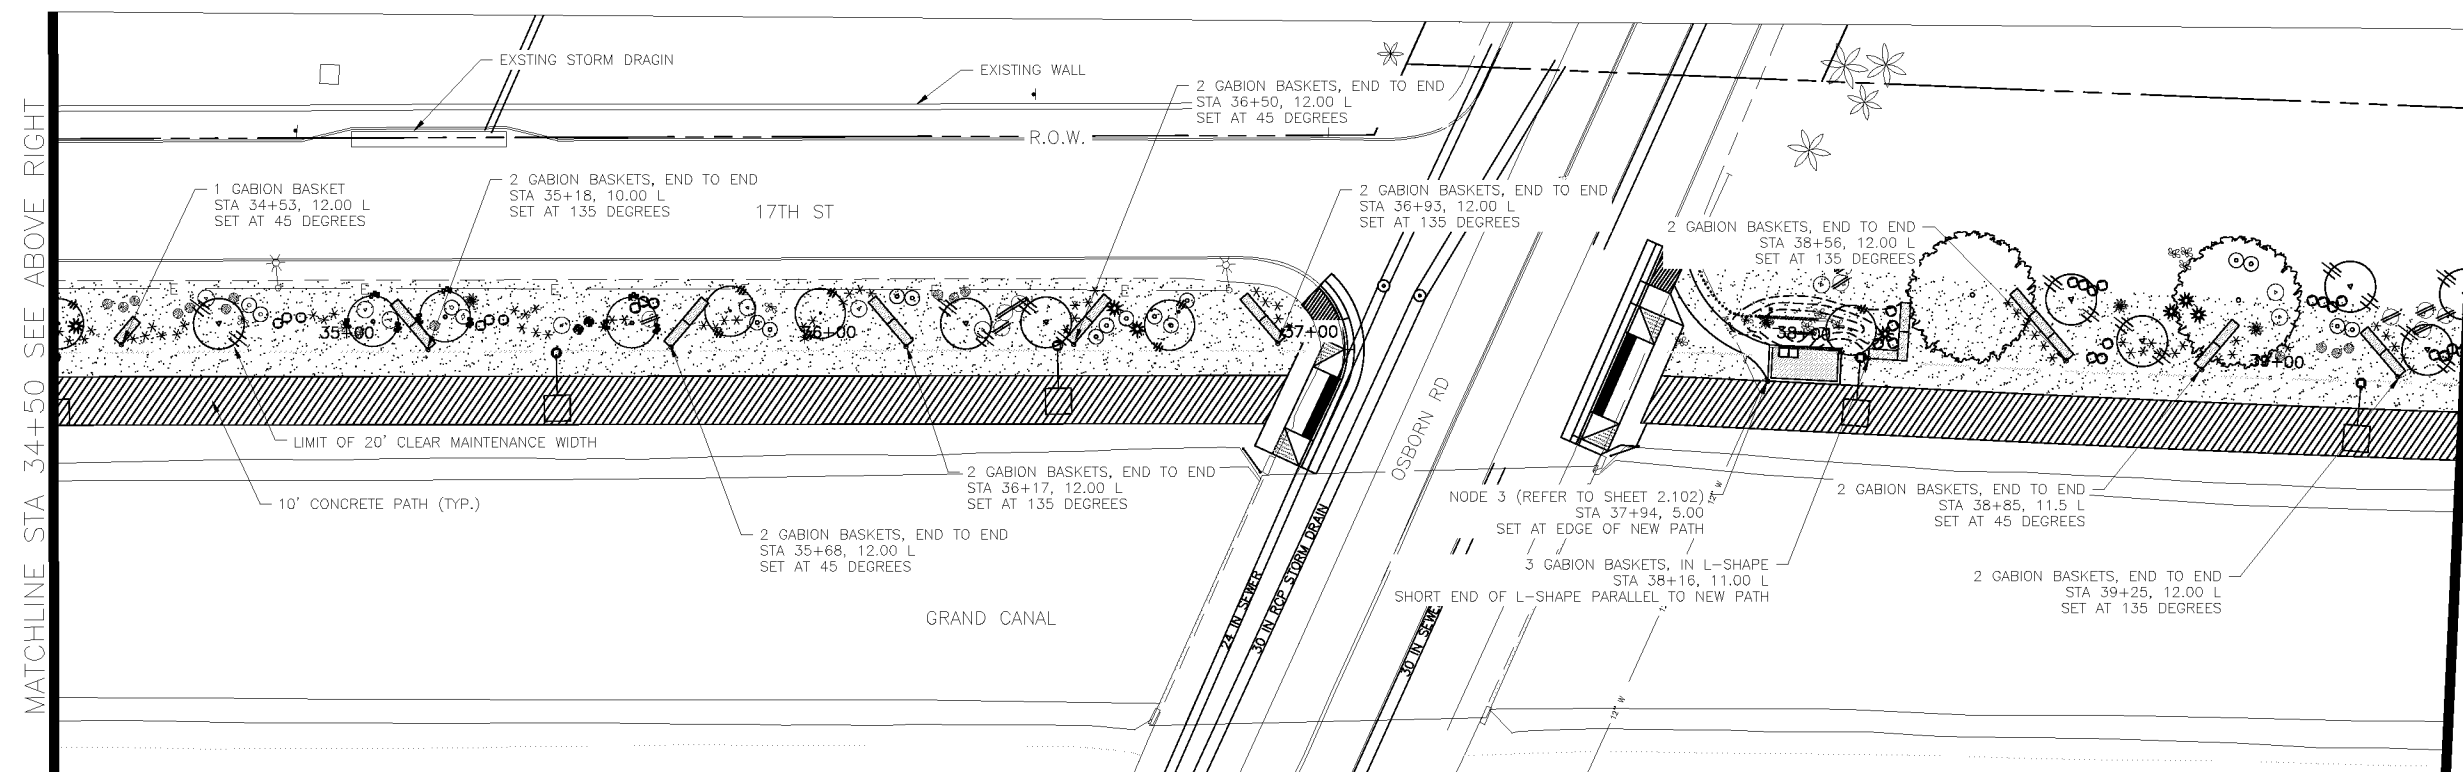 MATCHLINE STA 34+50 SEE ABOVE RIGHT
EXSTING STORM DRAGIN
EXISTING WALL
2 GABION BASKETS, END TO END
STA 36+50, 12.00 L
SET AT 45 DEGREES
R.O.W.
1 GABION BASKET
STA 34+53, 12.00 L
SET AT 45 DEGREES
2 GABION BASKETS, END TO END
STA 35+18, 10.00 L
SET AT 135 DEGREES
17TH ST
2 GABION BASKETS, END TO END
STA 36+93, 12.00 L
SET AT 135 DEGREES
2 GABION BASKETS, END TO END
STA 38+56, 12.00 L
SET AT 135 DEGREES
E
E
E
E
E
E
35+00
36+00
37+00
38+00
39+00
LIMIT OF 20' CLEAR MAINTENANCE WIDTH
10' CONCRETE PATH (TYP.)
2 GABION BASKETS, END TO END
STA 36+17, 12.00 L
SET AT 135 DEGREES
2 GABION BASKETS, END TO END
STA 35+68, 12.00 L
SET AT 45 DEGREES
OSBORN RD
NODE 3 (REFER TO SHEET 2.102)
STA 37+94, 5.00
SET AT EDGE OF NEW PATH
12" W
2 GABION BASKETS, END TO END
STA 38+85, 11.5 L
SET AT 45 DEGREES
3 GABION BASKETS, IN L-SHAPE
STA 38+16, 11.00 L
SHORT END OF L-SHAPE PARALLEL TO NEW PATH
2 GABION BASKETS, END TO END
STA 39+25, 12.00 L
SET AT 135 DEGREES
GRAND CANAL
24 IN SEWER
30 IN RCP STORM DRAIN
30 IN SEWE
12" W